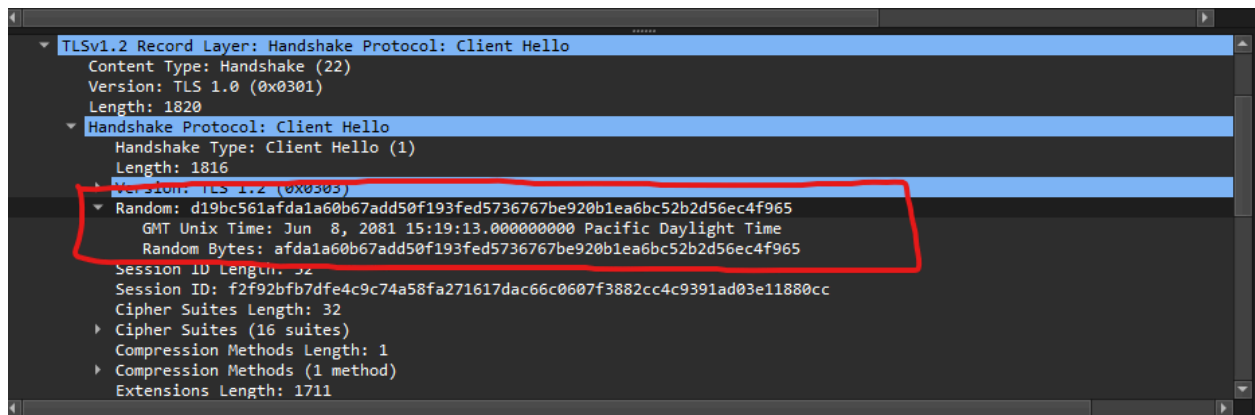 TLSv1.2 Record Layer: Handshake Protocol: Client Hello
Content Type: Handshake (22)
Version: TLS 1.0 (0x0301)
Length: 1820
Handshake Protocol: Client Hello
Handshake Type: Client Hello (1)
Length: 1816
Version: TLS 1.2 (0x0303)
Random: d19bc561afda1a60b67add50f193fed5736767be920b1ea6bc52b2d56ec4f965
GMT Unix Time: Jun  8, 2081 15:19:13.000000000 Pacific Daylight Time
Random Bytes: afda1a60b67add50f193fed5736767be920b1ea6bc52b2d56ec4f965
Session ID Length: 32
Session ID: f2f92bfb7dfe4c9c74a58fa271617dac66c0607f3882cc4c9391ad03e11880cc
Cipher Suites Length: 32
Cipher Suites (16 suites)
Compression Methods Length: 1
Compression Methods (1 method)
Extensions Length: 1711